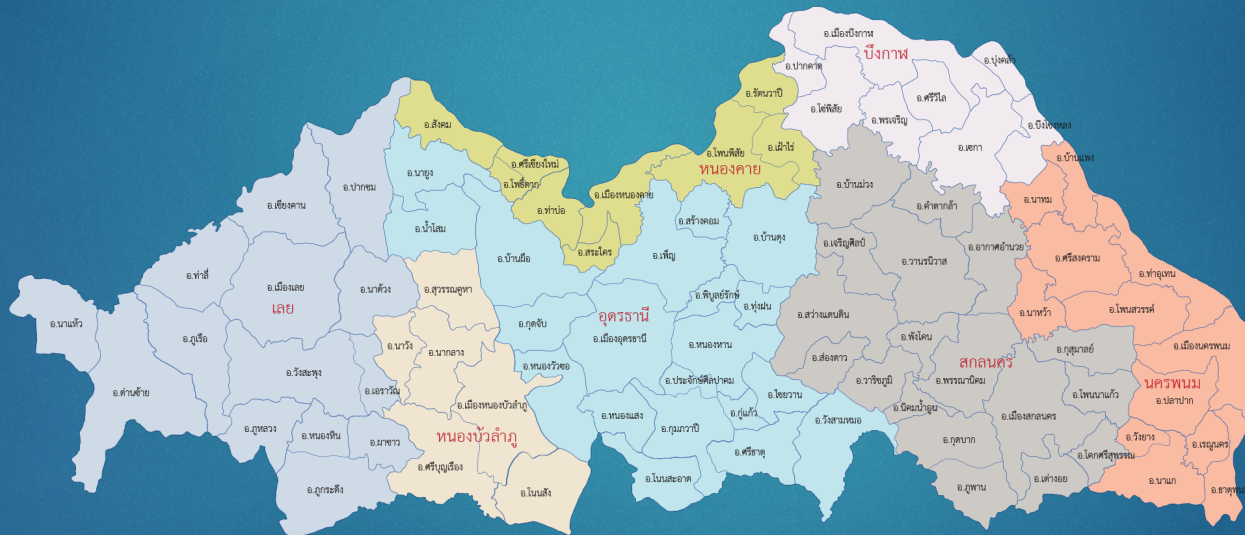 อ.เมืองบึงกาฬ
บึงกาฬ
อ.ปากคาด
อ.บุ่งคล้า
อ.รัตนวาปี
อ.ศรีวิไล
อ.โซ่พิสัย
อ.พรเจริญ
อ.บึงโขงหลง
อ.เซกา
อ.สังคม
อ.ศรีเชียงใหม่
อ.โพธิ์ตาก
อ.ท่าบ่อ
อ.เมืองหนองคาย
อ.สระใคร
อ.โพนพิสัย
อ.เฝ้าไร่
หนองคาย
อ.บ้านแพง
อ.นาทม
อ.ปากชม
อ.เชียงคาน
อ.นายูง
อ.น้ำโสม
อ.สร้างคอม
อ.บ้านดุง
อ.บ้านม่วง
อ.คำตากล้า
อ.เจริญศิลป์
อ.อากาศอำนวย
อ.วานรนิวาส
อ.ศรีสงคราม
อ.ท่าอุเทน
อ.ท่าลี่
อ.เมืองเลย
เลย
อ.นาด้วง
อ.สุวรรณคูหา
อ.บ้านผือ
อ.เพ็ญ
อ.พิบูลย์รักษ์
อ.ทุ่งฝน
อ.สว่างแดนดิน
อ.นาหว้า
อ.โพนสวรรค์
อ.นาแห้ว
อ.ภูเรือ
อ.นาวัง
อ.นากลาง
อ.กุดจับ
อุดรธานี
อ.เมืองอุดรธานี
อ.หนองหาน
อ.ส่องดาว
อ.พังโคน
สกลนคร
อ.กุสุมาลย์
อ.เมืองนครพนม
อ.ด่านซ้าย
อ.วังสะพุง
อ.เอราวัณ
อ.หนองวัวซอ
อ.ประจักษ์ศิลปาคม
อ.ไชยวาน
อ.วาริชภูมิ
อ.พรรณานิคม
อ.โพนนาแก้ว
นครพนม
อ.ปลาปาก
อ.ภูหลวง
อ.หนองหิน
อ.ผาขาว
อ.เมืองหนองบัวลำภู
หนองบัวลำภู
อ.หนองแสง
อ.กุมภวาปี
อ.กู่แก้ว
อ.วังสามหมอ
อ.นิคมน้ำอูน
อ.เมืองสกลนคร
อ.กุดบาก
อ.วังยาง
อ.เรณูนคร
อ.โคกศรีสุพรรณ
อ.ภูกระดึง
อ.ศรีบุญเรือง
อ.โนนสัง
อ.โนนสะอาด
อ.ศรีธาตุ
อ.ภูพาน
อ.เต่างอย
อ.นาแก
อ.ธาตุพน